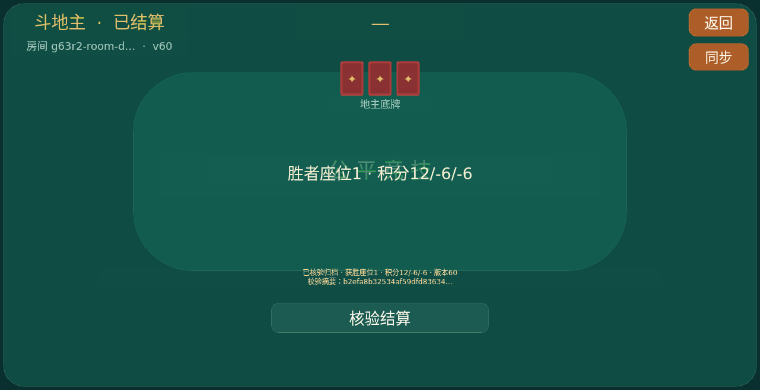 斗地主 · 已结算
—
返回
房间 g63r2-room-d... · v60
同步
地主底牌
公平竞技
胜者座位1 · 积分12/-6/-6
已核验归档 · 获胜座位1 · 积分12/-6/-6 · 版本60
校验摘要：b2efa8b32534af59dfd83634...
核验结算